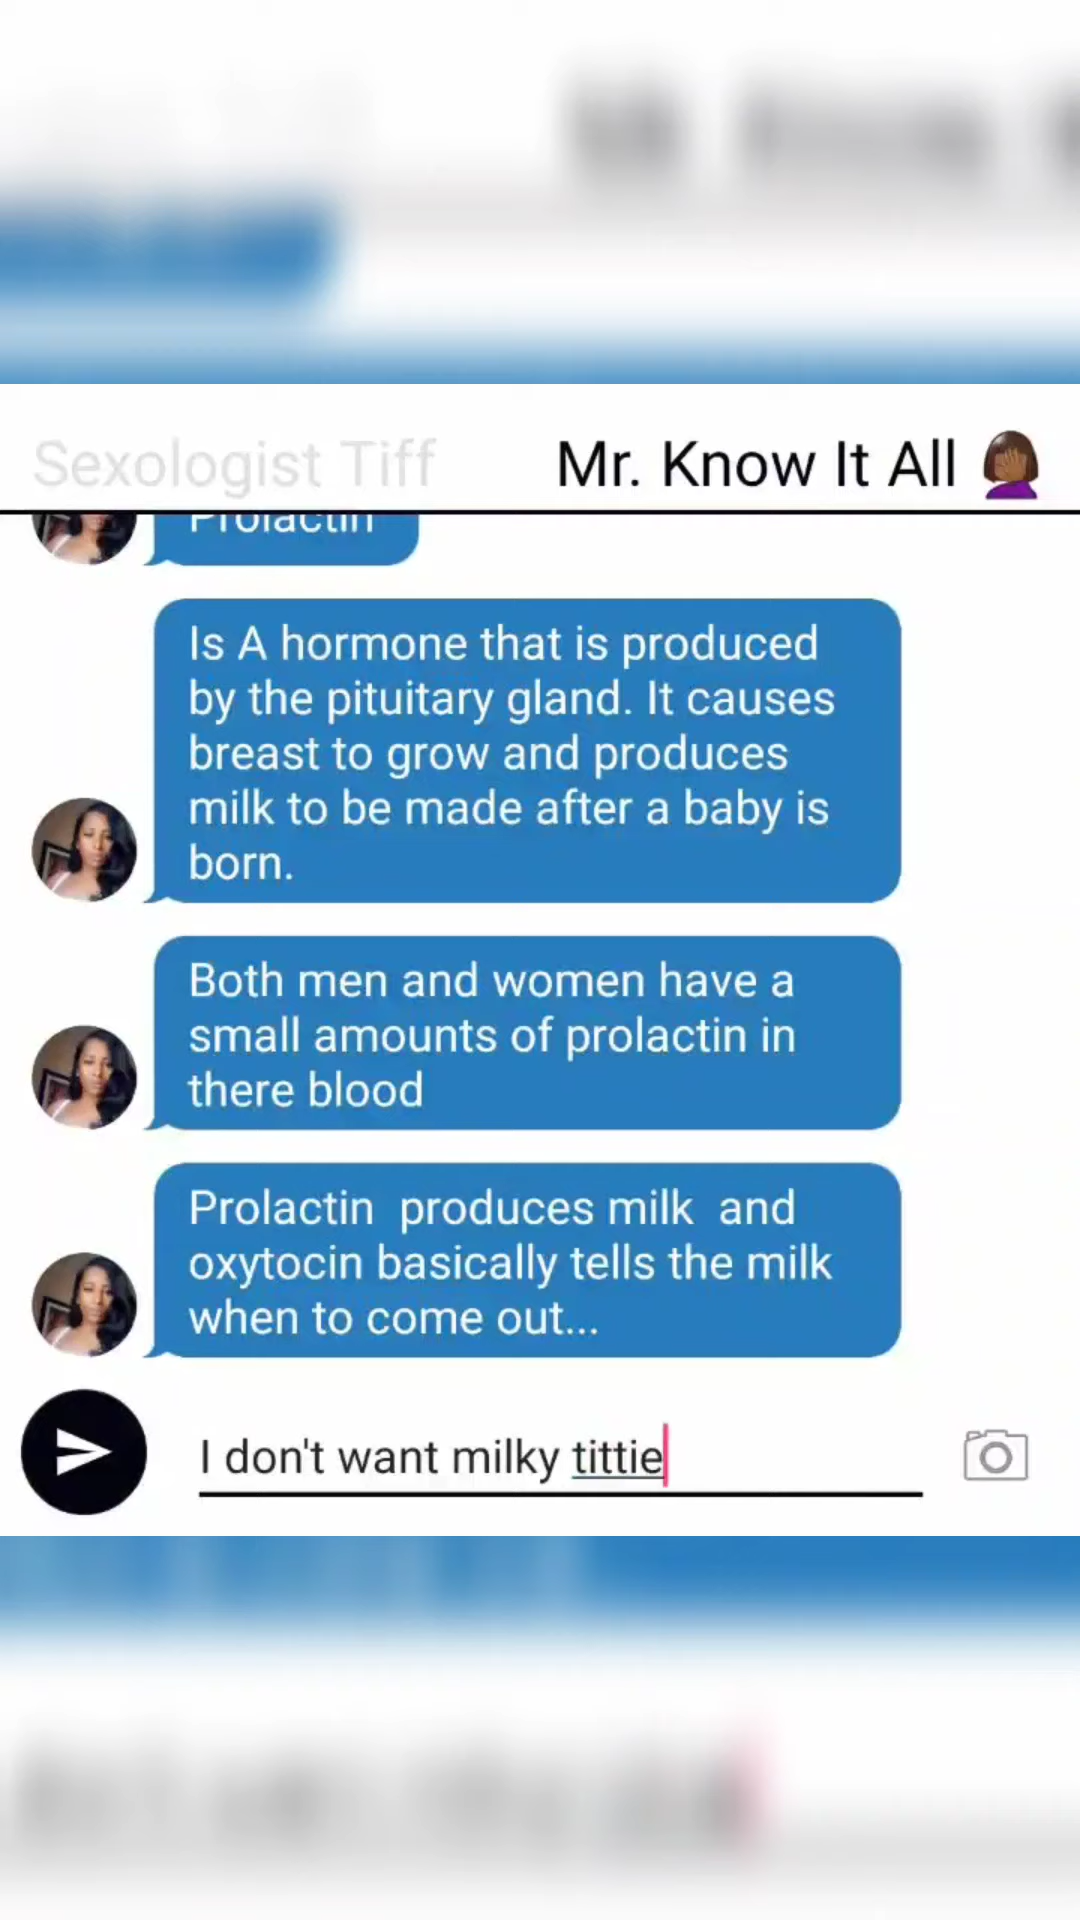 Sexologist Tiff
Mr. Know It All 🤦🏾‍♀️
Prolactin
Is A hormone that is produced
by the pituitary gland. It causes
breast to grow and produces
milk to be made after a baby is
born.
Both men and women have a
small amounts of prolactin in
there blood
Prolactin  produces milk  and
oxytocin basically tells the milk
when to come out...
I don't want milky tittie